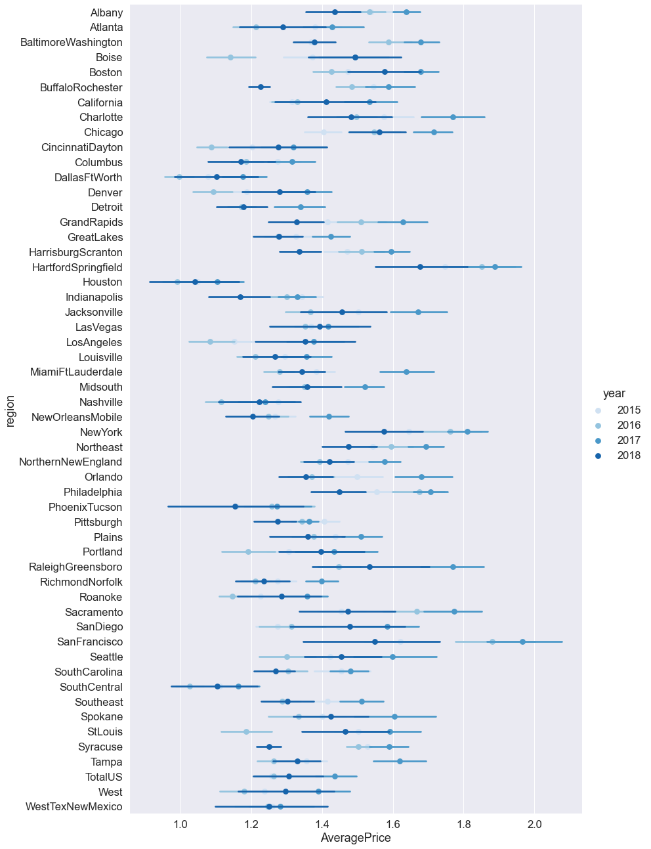 Albany
Atlanta
BaltimoreWashington
Boise
Boston
BuffaloRochester
California
Charlotte
Chicago
CincinnatiDayton
Columbus
DallasFtWorth
Denver
Detroit
GrandRapids
GreatLakes
HarrisburgScranton
HartfordSpringfield
Houston
Indianapolis
Jacksonville
LasVegas
LosAngeles
Louisville
MiamiFtLauderdale
Midsouth
Nashville
NewOrleansMobile
NewYork
Northeast
NorthernNewEngland
Orlando
Philadelphia
PhoenixTucson
Pittsburgh
Plains
Portland
RaleighGreensboro
RichmondNorfolk
Roanoke
Sacramento
SanDiego
SanFrancisco
Seattle
SouthCarolina
SouthCentral
Southeast
Spokane
StLouis
Syracuse
Tampa
TotalUS
West
WestTexNewMexico
region
1.0 1.2 1.4 1.6 1.8 2.0
AveragePrice
year
2015
2016
2017
2018